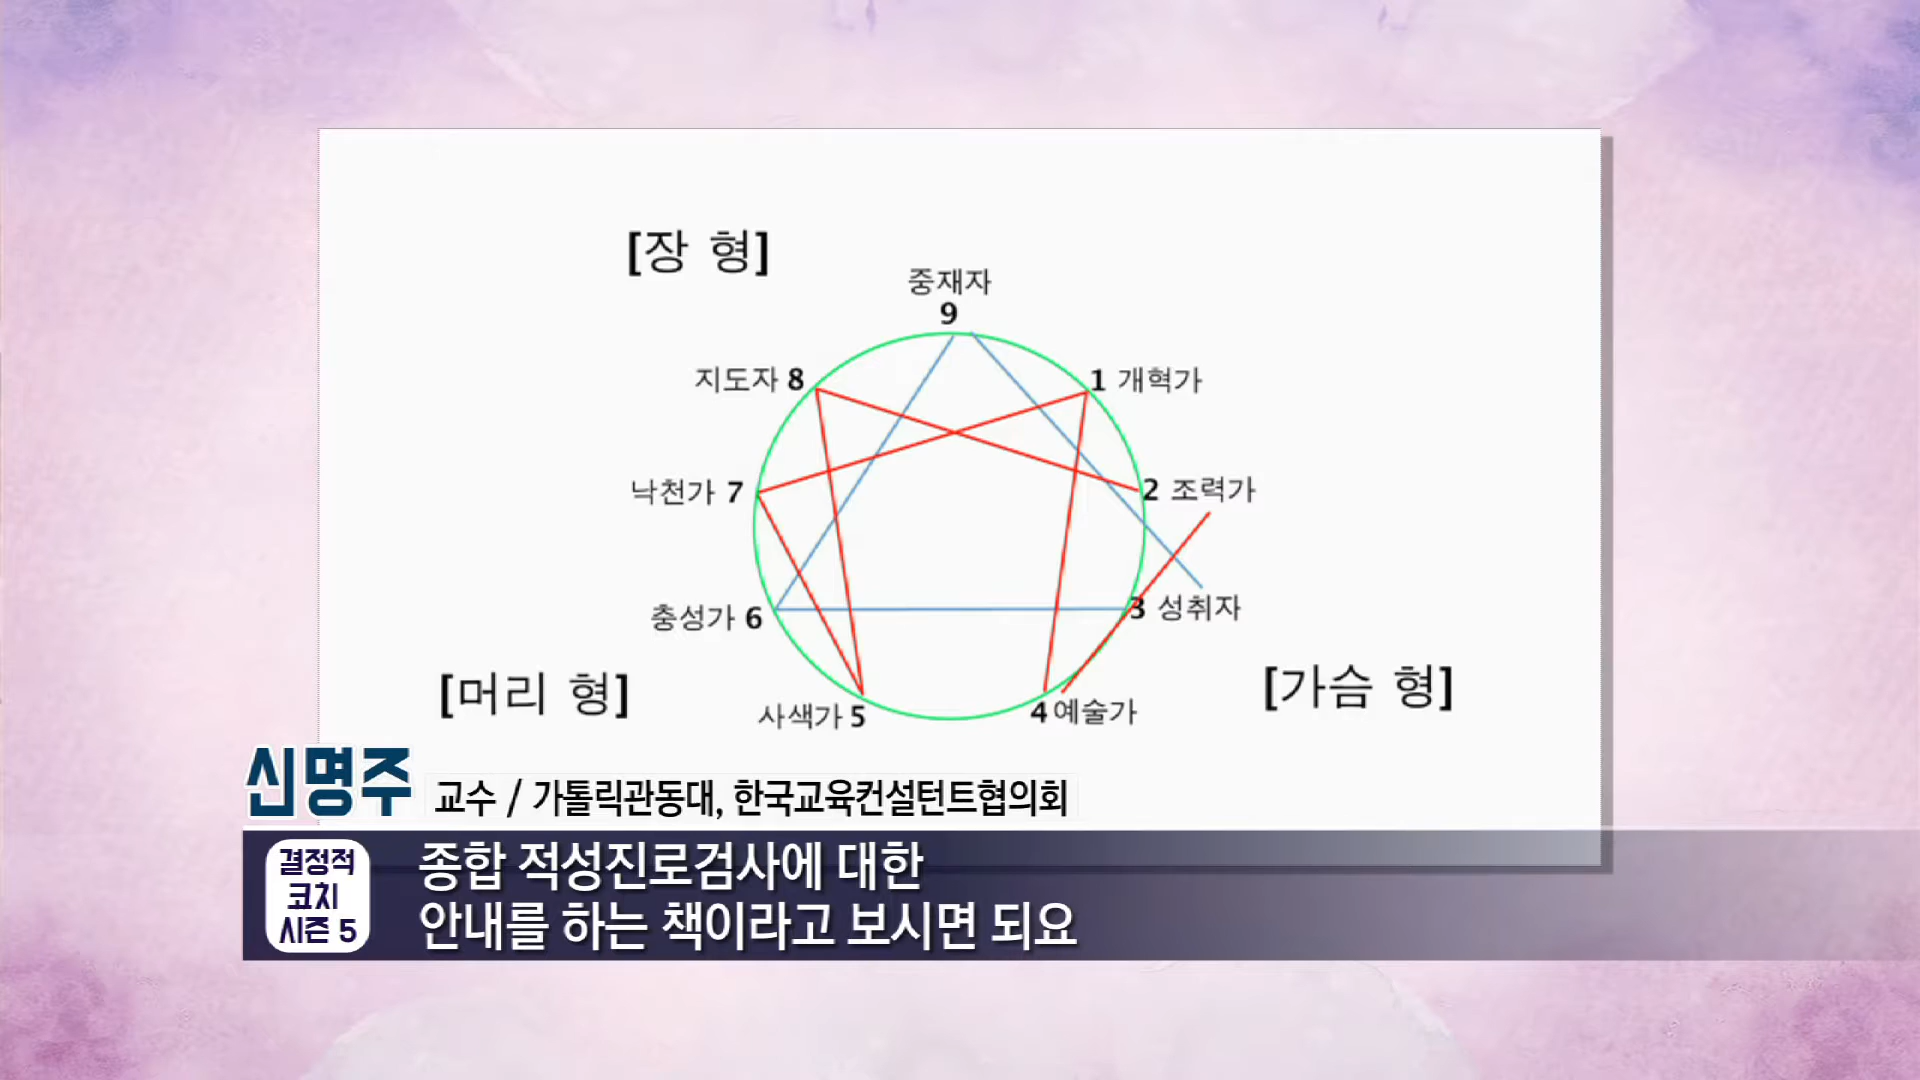 [장 형]
중재자
9
지도자 8
1 개혁가
낙천가 7
2 조력가
충성가 6
3 성취자
[머리 형]
[가슴 형]
사색가 5
4 예술가
신명주
교수 / 가톨릭관동대, 한국교육컨설턴트협의회
결정적
코치
시즌 5
종합 적성진로검사에 대한
안내를 하는 책이라고 보시면 되요